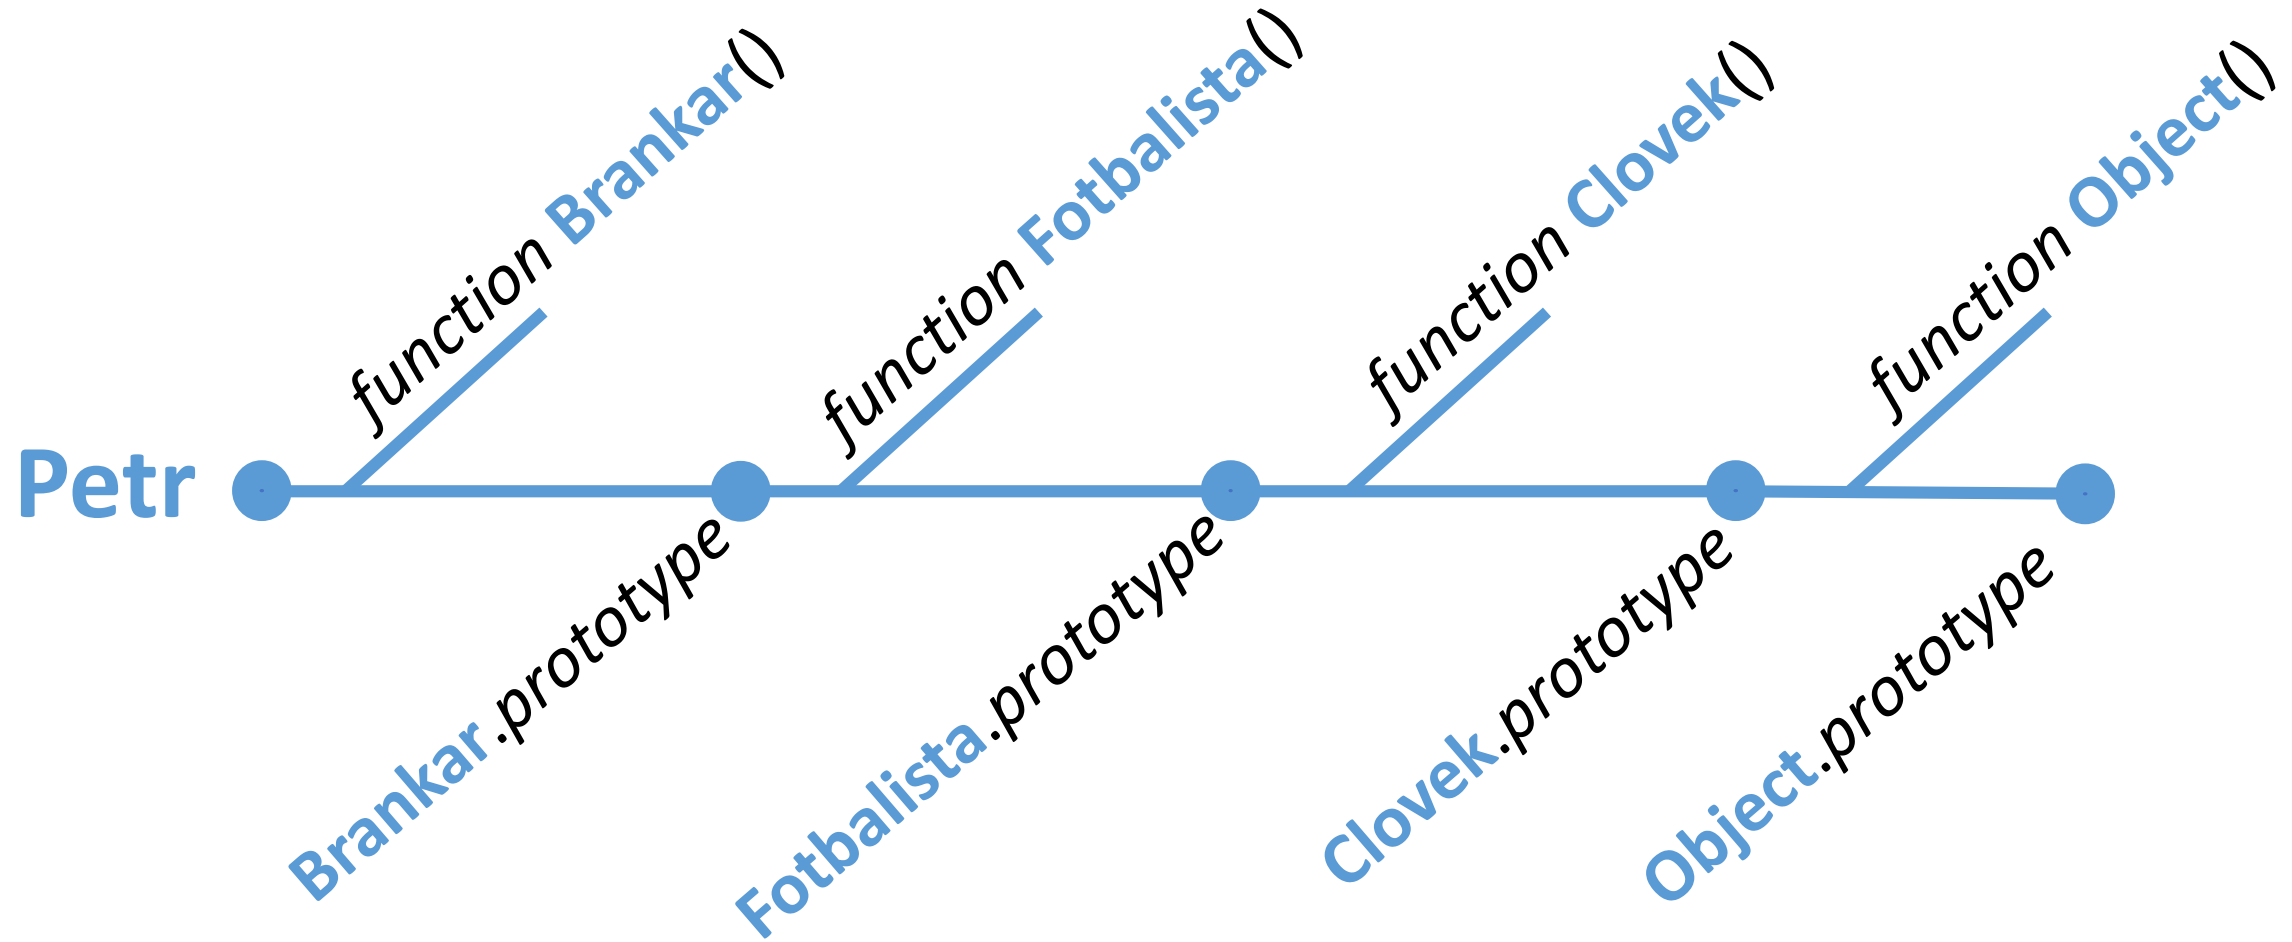 function Brankar()
function Fotbalista()
function Clovek()
function Object()
Petr
Brankar.prototype
Fotbalista.prototype
Clovek.prototype
Object.prototype